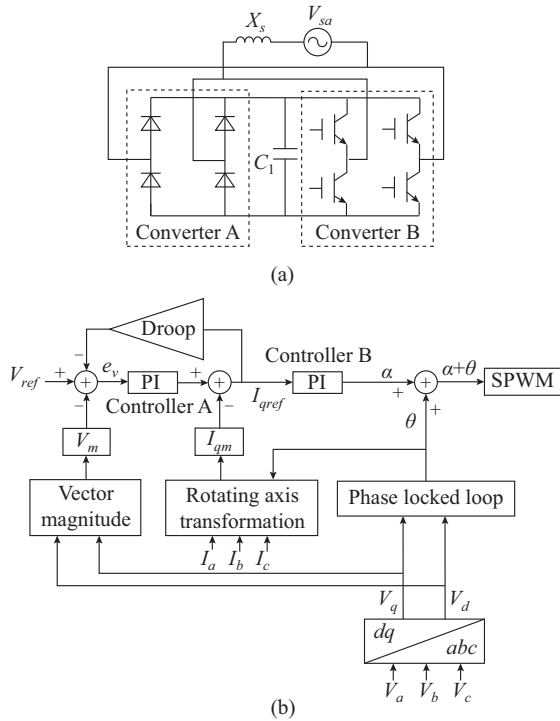 X_s V_sa
C_1
Converter A Converter B
(a)
Droop
−
Controller B
V_ref + e_v PI + I_qref PI α + α+θ SPWM
− Controller A − +
θ
V_m I_qm
Vector magnitude
Rotating axis transformation
Phase locked loop
I_a I_b I_c
V_q V_d
dq
abc
V_a V_b V_c
(b)